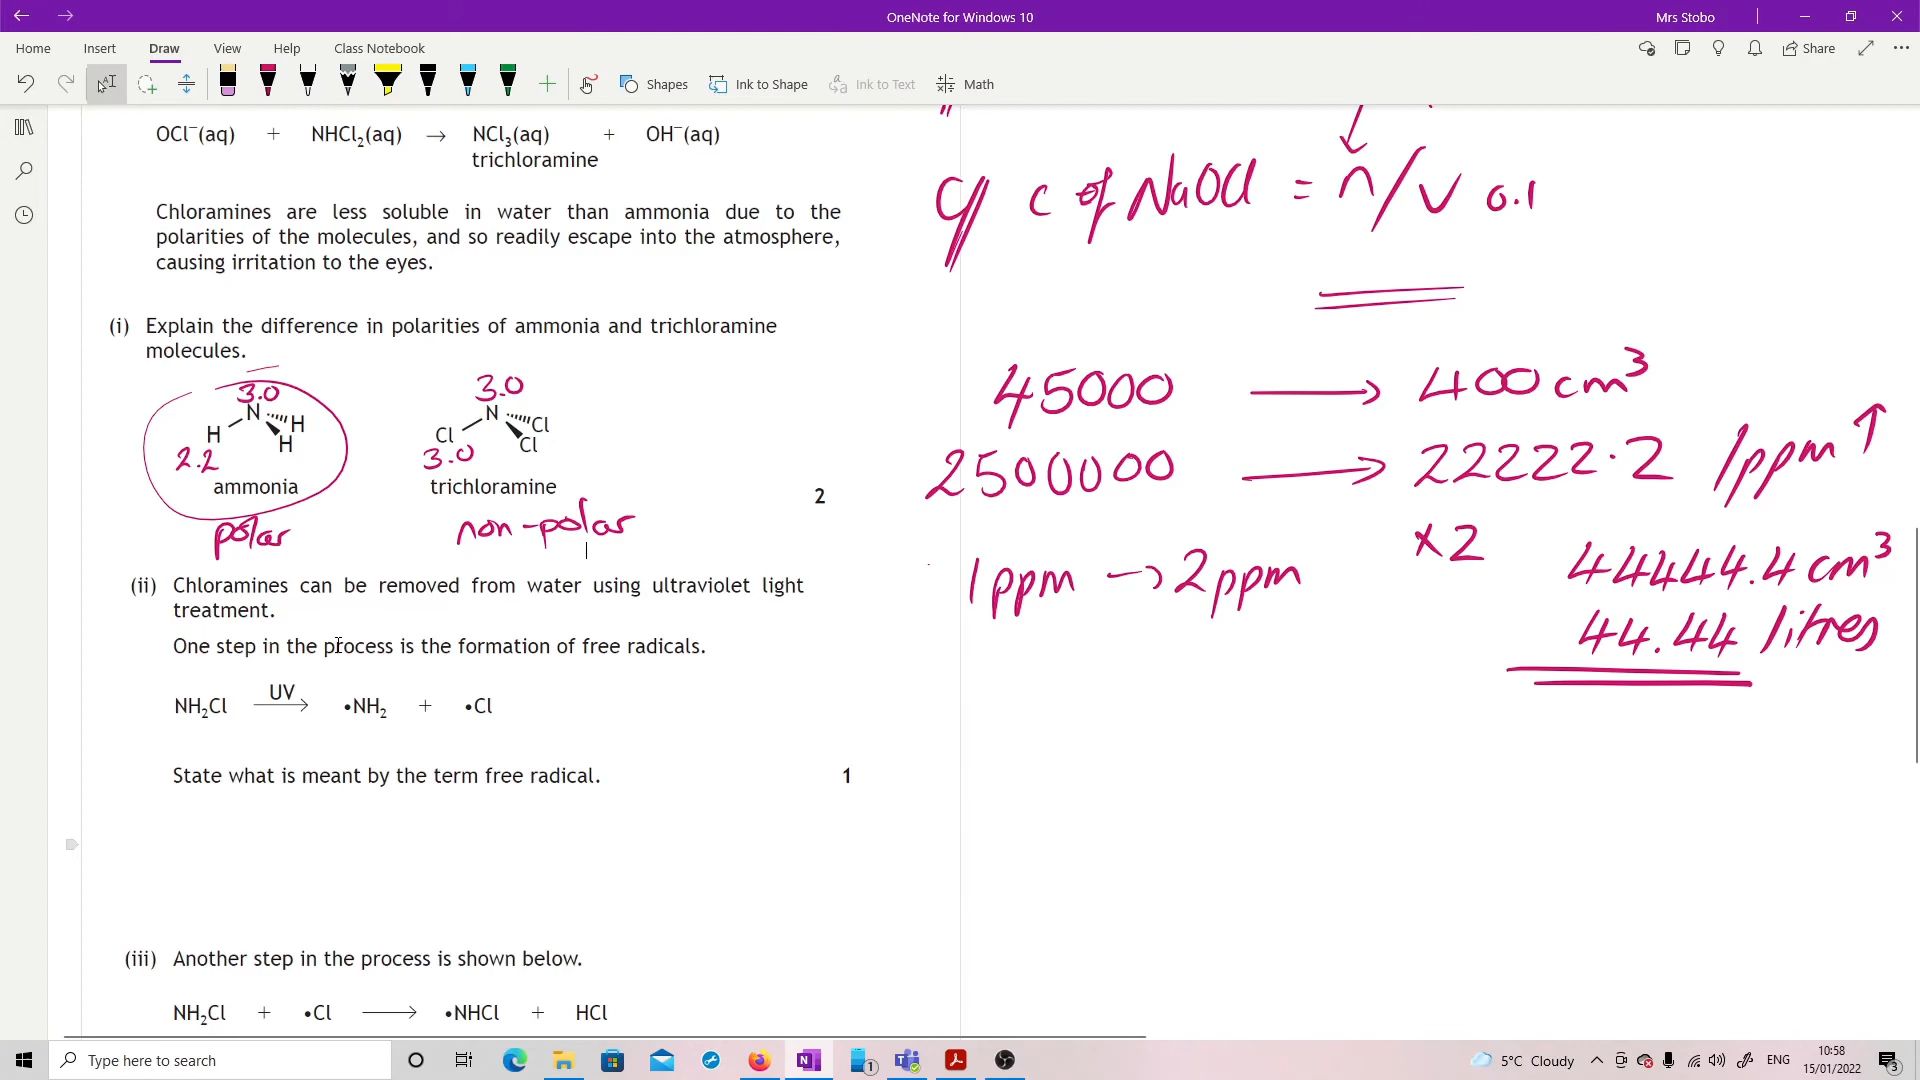 OneNote for Windows 10
Mrs Stobo
Home Insert Draw View Help Class Notebook
Share
Shapes Ink to Shape Ink to Text Math
OCl⁻(aq) + NHCl₂(aq) → NCl₃(aq) + OH⁻(aq)
trichloramine
Chloramines are less soluble in water than ammonia due to the
polarities of the molecules, and so readily escape into the atmosphere,
causing irritation to the eyes.
(i) Explain the difference in polarities of ammonia and trichloramine
molecules.
3.0 3.0
N H H H N Cl Cl Cl
2.2 3.0
ammonia trichloramine
2
polar non-polar
(ii) Chloramines can be removed from water using ultraviolet light
treatment.
One step in the process is the formation of free radicals.
UV
NH₂Cl → •NH₂ + •Cl
State what is meant by the term free radical. 1
(iii) Another step in the process is shown below.
NH₂Cl + •Cl → •NHCl + HCl
c of NaOCl = n/v 0.1
45000 → 400 cm³
2500000 → 22222.2 1ppm ↑
×2
1ppm → 2ppm
44444.4 cm³
44.44 litres
Type here to search
5°C Cloudy
ENG
10:58
15/01/2022
1
3